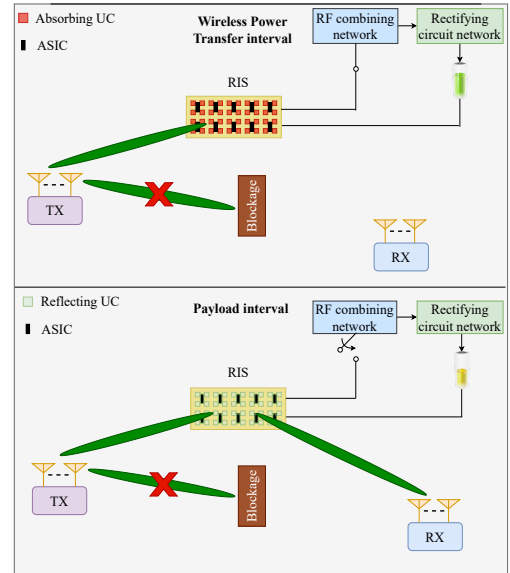 Absorbing UC
ASIC
Wireless Power
Transfer interval
RF combining
network
Rectifying
circuit network
RIS
TX
Blockage
RX
Reflecting UC
ASIC
Payload interval
RF combining
network
Rectifying
circuit network
RIS
TX
Blockage
RX